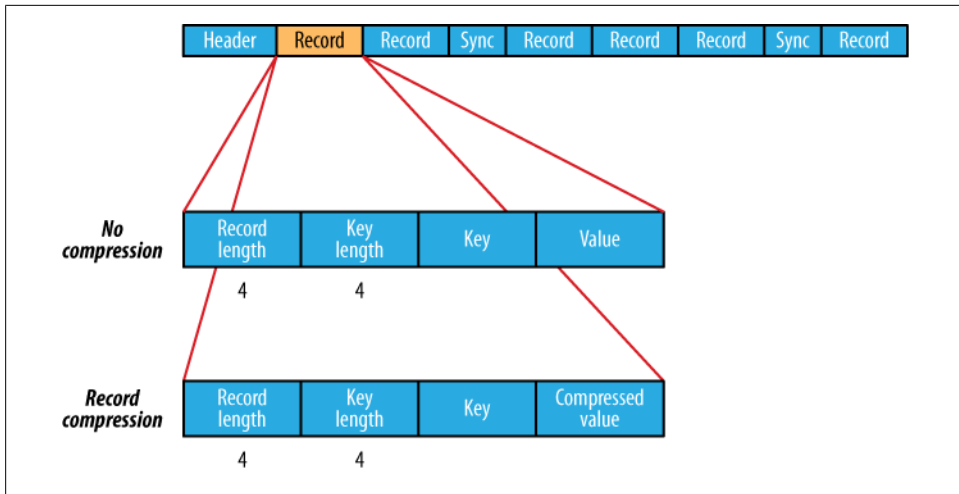 Header Record Record Sync Record Record Record Sync Record
No
compression
Record
length
Key
length
Key
Value
4 4
Record
compression
Record
length
Key
length
Key
Compressed
value
4 4